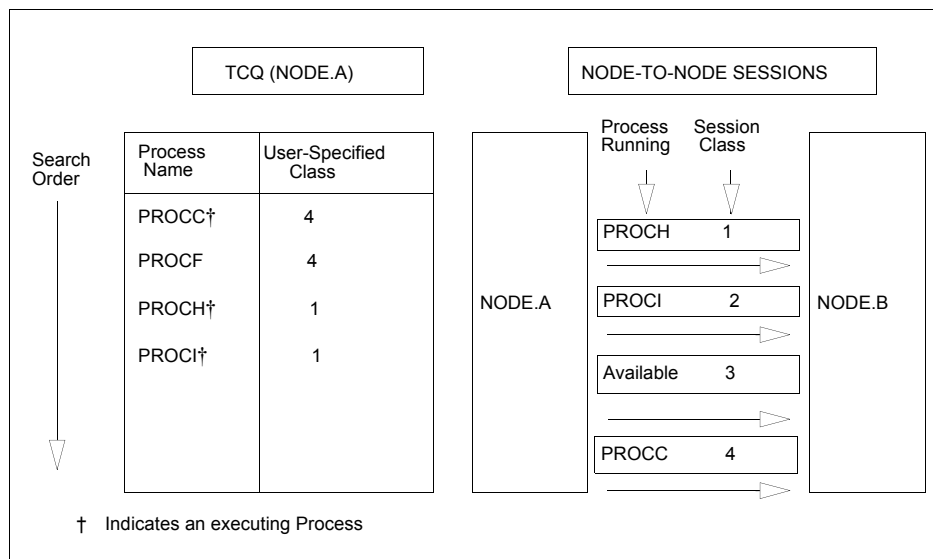 TCQ (NODE.A)
NODE-TO-NODE SESSIONS
Search
Order
Process
Name
User-Specified
Class
PROCC† 4
PROCF 4
PROCH† 1
PROCI† 1
Process
Running
Session
Class
NODE.A
PROCH 1
PROCI 2
Available 3
PROCC 4
NODE.B
† Indicates an executing Process